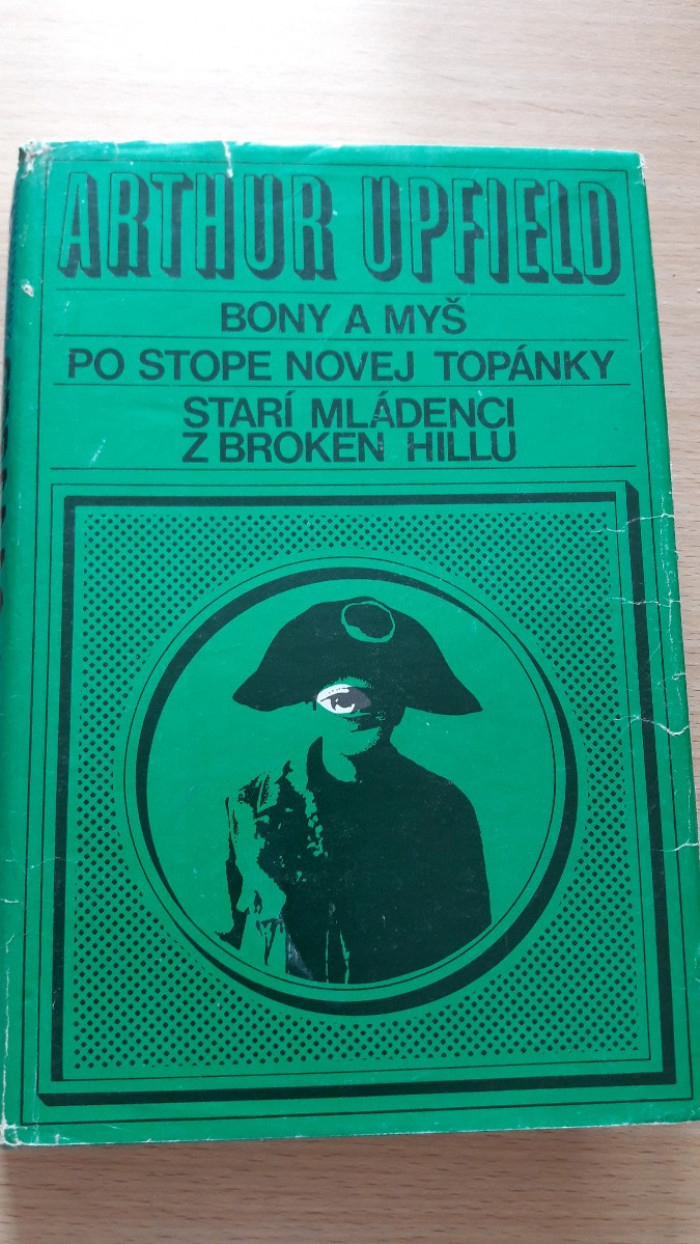 ARTHUR UPFIELD
BONY A MYŠ
PO STOPE NOVEJ TOPÁNKY
STARÍ MLÁDENCI
Z BROKEN HILLU